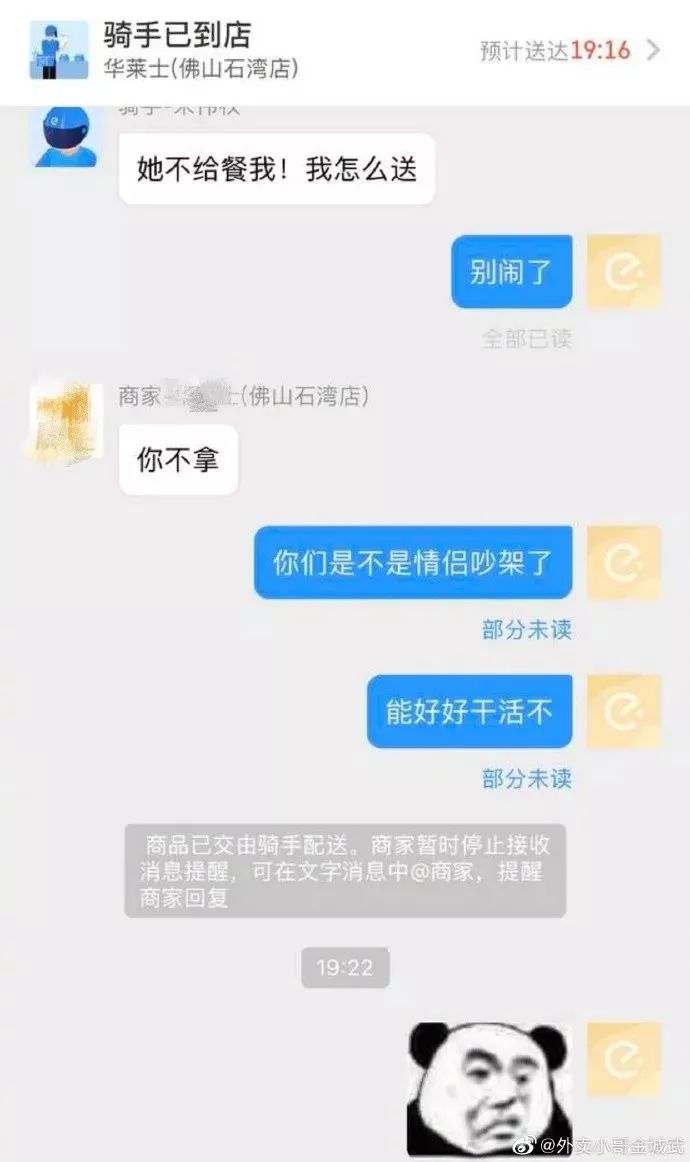 骑手已到店
华莱士(佛山石湾店)
预计送达19:16
她不给餐我！我怎么送
别闹了
全部已读
商家
士(佛山石湾店)
你不拿
你们是不是情侣吵架了
部分未读
能好好干活不
部分未读
商品已交由骑手配送。商家暂时停止接收
消息提醒，可在文字消息中@商家，提醒
商家回复
19:22
@外卖小哥金城武